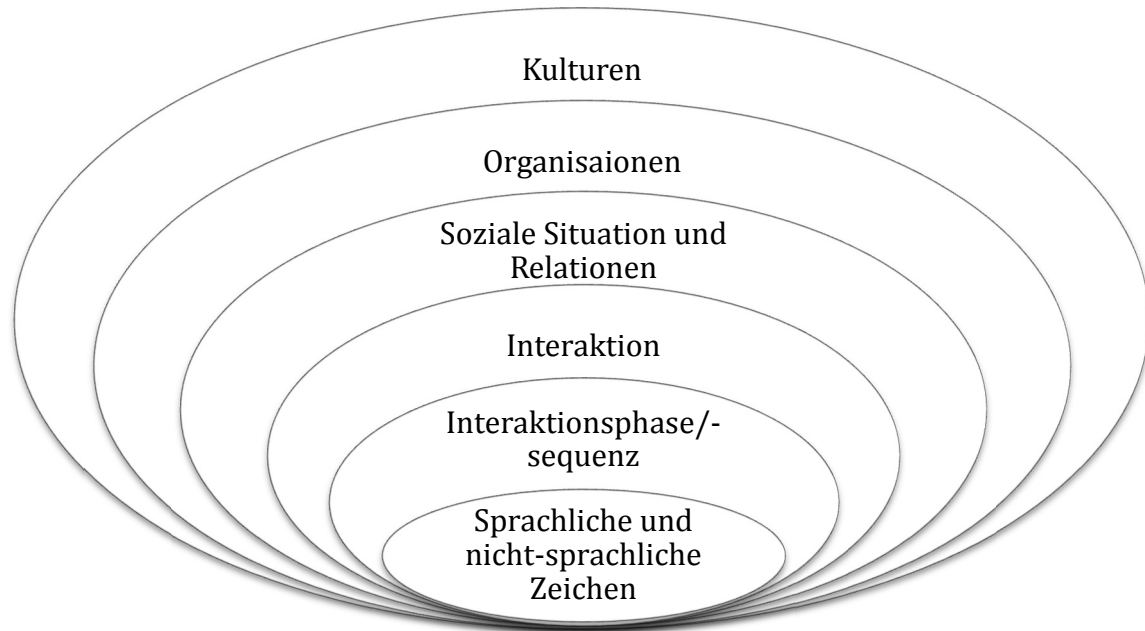 Kulturen
Organisaionen
Soziale Situation und
Relationen
Interaktion
Interaktionsphase/-
sequenz
Sprachliche und
nicht-sprachliche
Zeichen